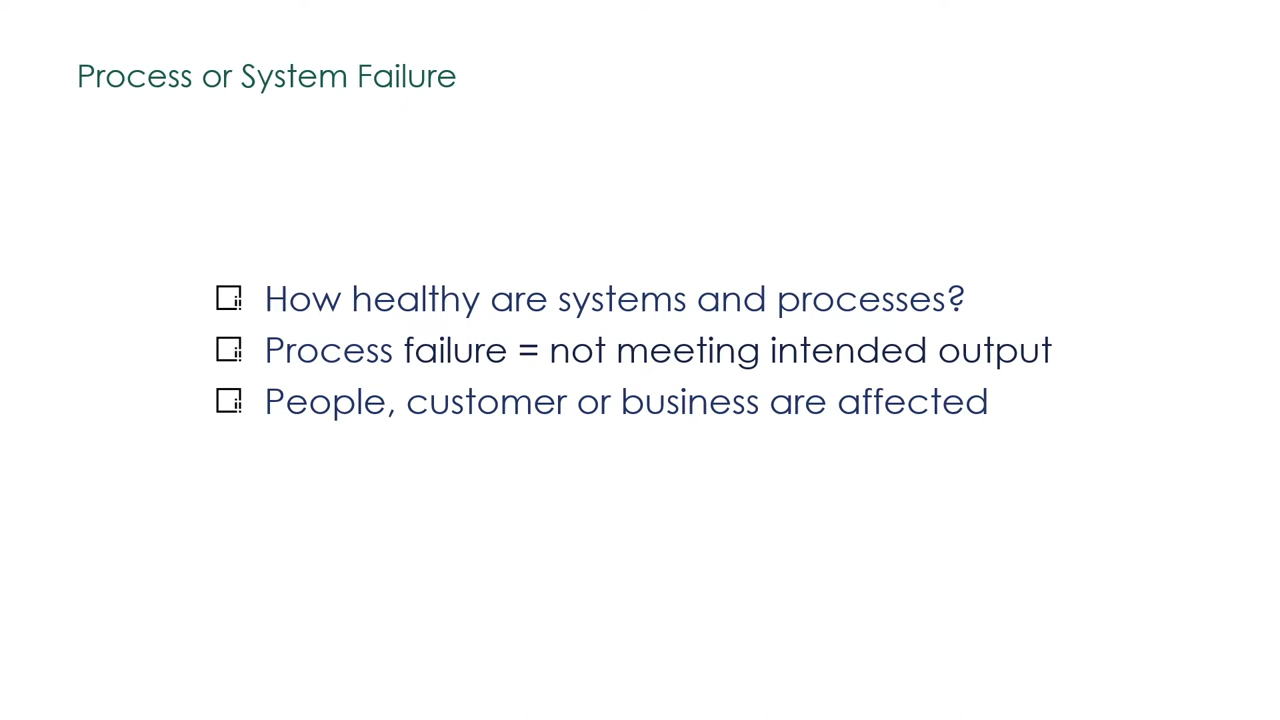 Process or System Failure
How healthy are systems and processes?
Process failure = not meeting intended output
People, customer or business are affected